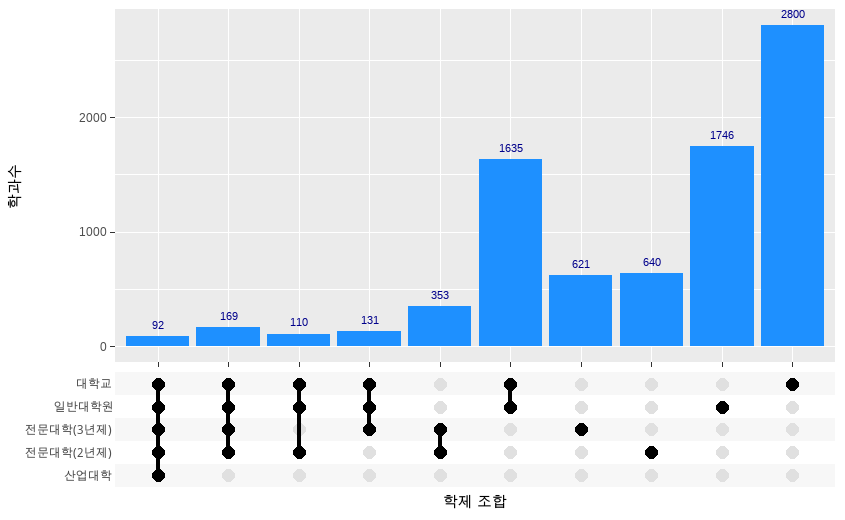 2800
1746
1635
621
640
353
92
169
110
131
2000
1000
0
학과수
대학교
일반대학원
전문대학(3년제)
전문대학(2년제)
산업대학
학제 조합